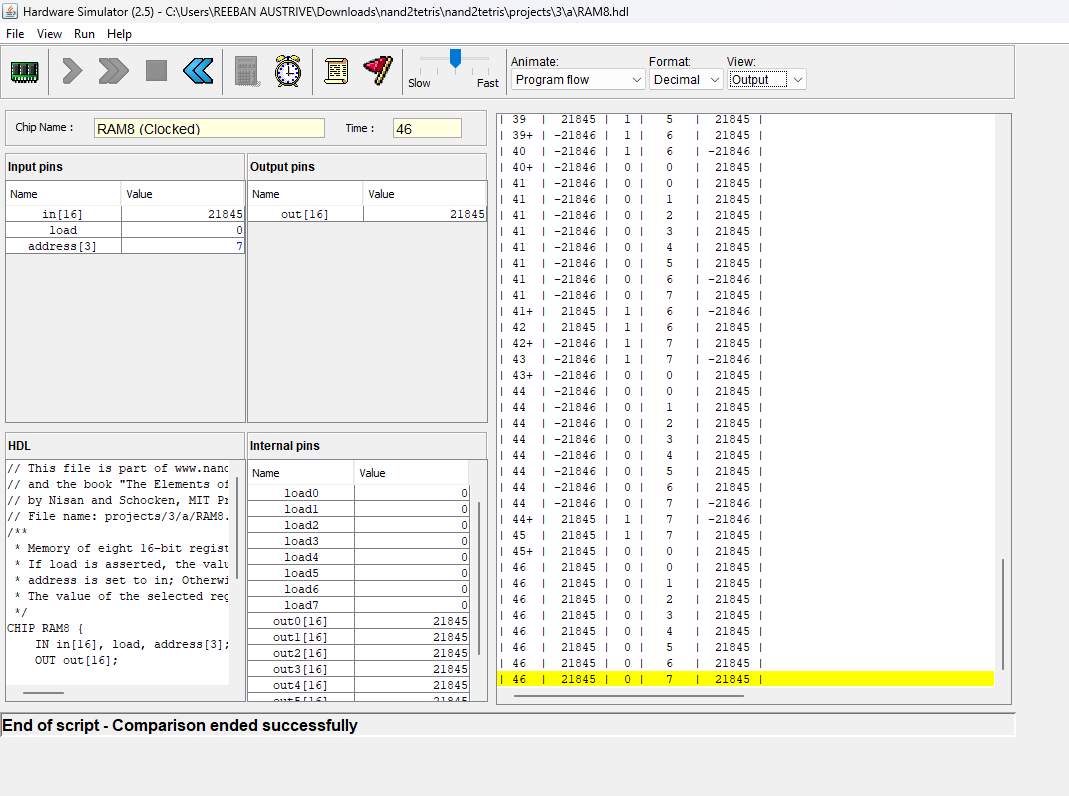 Hardware Simulator (2.5) - C:\Users\REEBAN AUSTRIVE\Downloads\nand2tetris\nand2tetris\projects\3\a\RAM8.hdl
File View Run Help
Slow Fast
Animate: Format: View:
Program flow Decimal Output
Chip Name : RAM8 (Clocked) Time : 46
Input pins
Name Value
in[16] 21845
load 0
address[3] 7
Output pins
Name Value
out[16] 21845
HDL
// This file is part of www.nand
// and the book "The Elements of
// by Nisan and Schocken, MIT Pr
// File name: projects/3/a/RAM8.
/**
* Memory of eight 16-bit regist
* If load is asserted, the valu
* address is set to in; Otherwi
* The value of the selected reg
*/
CHIP RAM8 {
IN in[16], load, address[3];
OUT out[16];
Internal pins
Name Value
load0 0
load1 0
load2 0
load3 0
load4 0
load5 0
load6 0
load7 0
out0[16] 21845
out1[16] 21845
out2[16] 21845
out3[16] 21845
out4[16] 21845
out5[16] 21845
| 39 | 21845 | 1 | 5 | 21845 |
| 39+ | -21846 | 1 | 6 | 21845 |
| 40 | -21846 | 1 | 6 | -21846 |
| 40+ | -21846 | 0 | 0 | 21845 |
| 41 | -21846 | 0 | 0 | 21845 |
| 41 | -21846 | 0 | 1 | 21845 |
| 41 | -21846 | 0 | 2 | 21845 |
| 41 | -21846 | 0 | 3 | 21845 |
| 41 | -21846 | 0 | 4 | 21845 |
| 41 | -21846 | 0 | 5 | 21845 |
| 41 | -21846 | 0 | 6 | -21846 |
| 41 | -21846 | 0 | 7 | 21845 |
| 41+ | 21845 | 1 | 6 | -21846 |
| 42 | 21845 | 1 | 6 | 21845 |
| 42+ | -21846 | 1 | 7 | 21845 |
| 43 | -21846 | 1 | 7 | -21846 |
| 43+ | -21846 | 0 | 0 | 21845 |
| 44 | -21846 | 0 | 0 | 21845 |
| 44 | -21846 | 0 | 1 | 21845 |
| 44 | -21846 | 0 | 2 | 21845 |
| 44 | -21846 | 0 | 3 | 21845 |
| 44 | -21846 | 0 | 4 | 21845 |
| 44 | -21846 | 0 | 5 | 21845 |
| 44 | -21846 | 0 | 6 | 21845 |
| 44 | -21846 | 0 | 7 | -21846 |
| 44+ | 21845 | 1 | 7 | -21846 |
| 45 | 21845 | 1 | 7 | 21845 |
| 45+ | 21845 | 0 | 0 | 21845 |
| 46 | 21845 | 0 | 0 | 21845 |
| 46 | 21845 | 0 | 1 | 21845 |
| 46 | 21845 | 0 | 2 | 21845 |
| 46 | 21845 | 0 | 3 | 21845 |
| 46 | 21845 | 0 | 4 | 21845 |
| 46 | 21845 | 0 | 5 | 21845 |
| 46 | 21845 | 0 | 6 | 21845 |
| 46 | 21845 | 0 | 7 | 21845 |
End of script - Comparison ended successfully